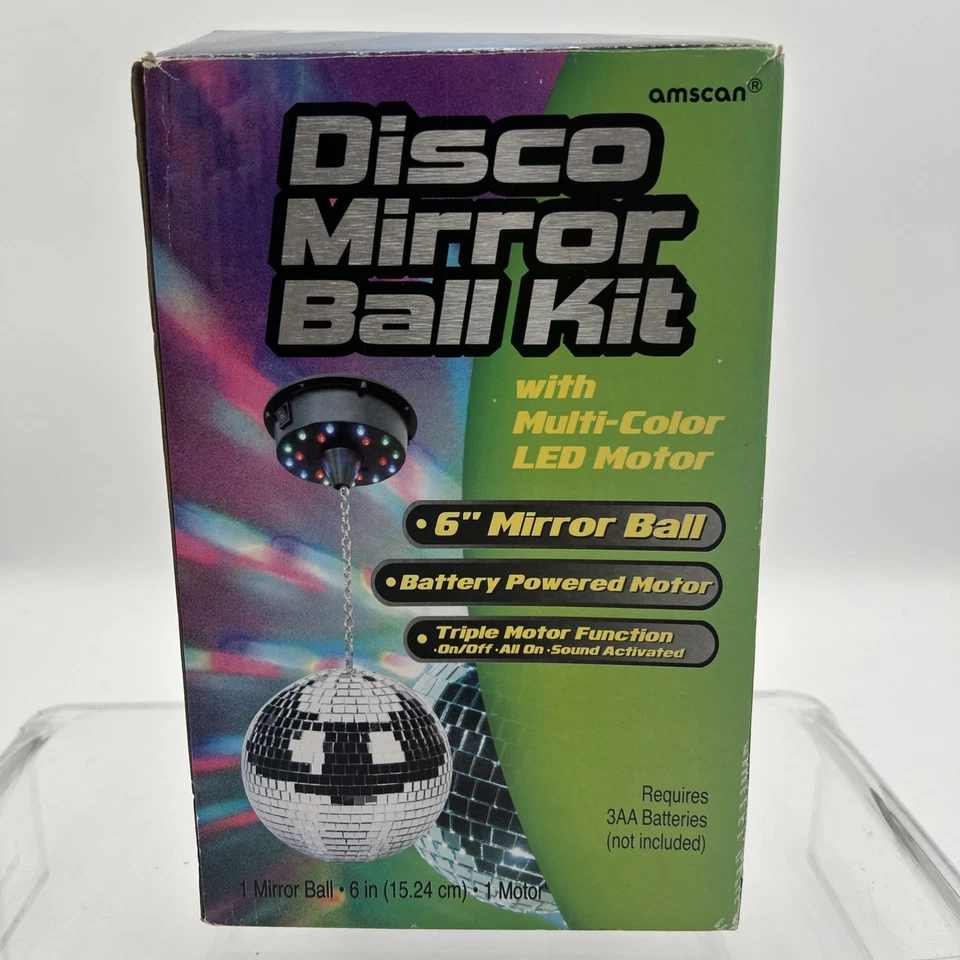 amscan®
Disco
Mirror
Ball Kit
with
Multi-Color
LED Motor
• 6" Mirror Ball
• Battery Powered Motor
• Triple Motor Function
•On/Off •All On •Sound Activated
Requires
3AA Batteries
(not included)
1 Mirror Ball • 6 in (15.24 cm) • 1 Motor